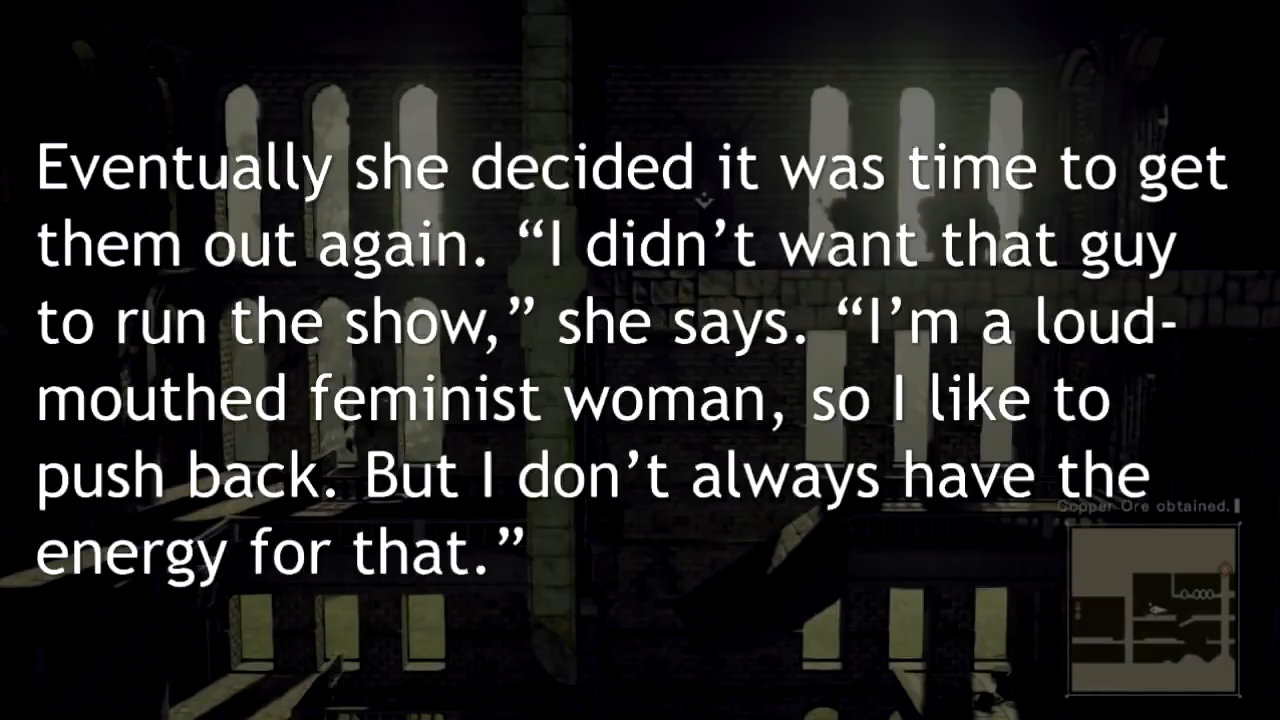 Eventually she decided it was time to get
them out again. “I didn’t want that guy
to run the show,” she says. “I’m a loud-
mouthed feminist woman, so I like to
push back. But I don’t always have the
energy for that.”
Copper Ore obtained.